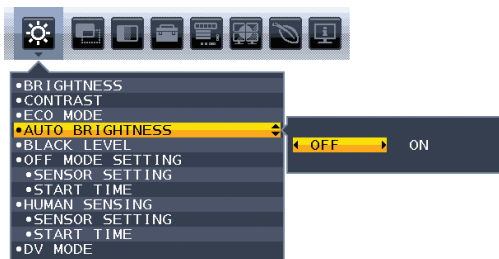 •BRIGHTNESS
•CONTRAST
•ECO MODE
•AUTO BRIGHTNESS
OFF ON
•BLACK LEVEL
•OFF MODE SETTING
•SENSOR SETTING
•START TIME
•HUMAN SENSING
•SENSOR SETTING
•START TIME
•DV MODE